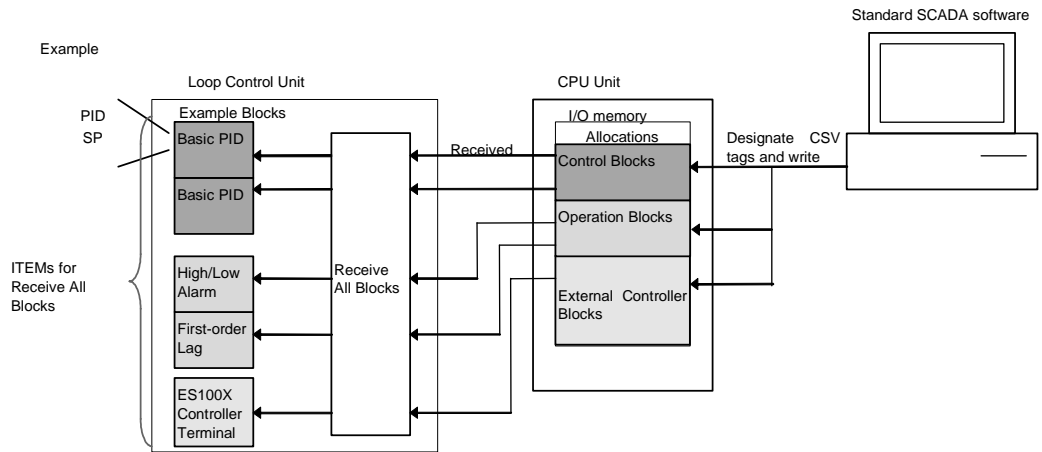 Standard SCADA software
Example
Loop Control Unit
CPU Unit
PID
SP
Example Blocks
Basic PID
Basic PID
I/O memory
Allocations
Received
Control Blocks
Designate CSV
tags and write
Operation Blocks
ITEMs for
Receive All
Blocks
High/Low
Alarm
Receive
All Blocks
External Controller
Blocks
First-order
Lag
ES100X
Controller
Terminal